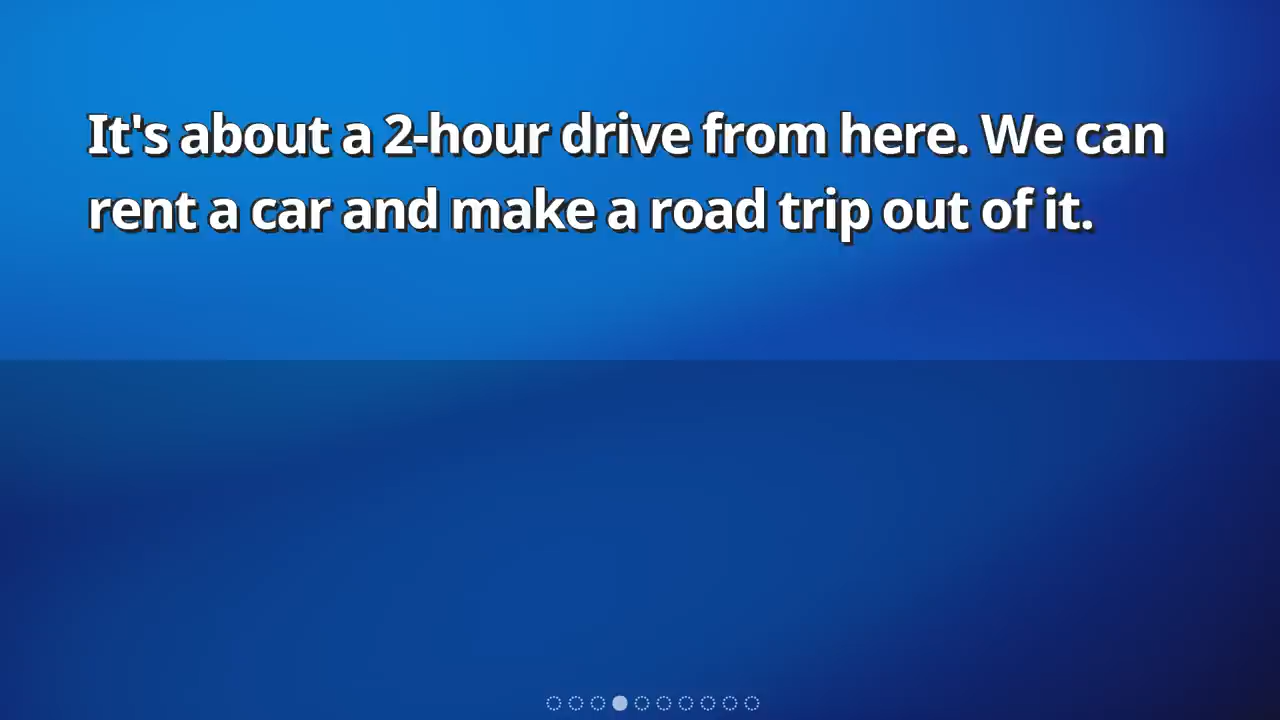 It's about a 2-hour drive from here. We can
rent a car and make a road trip out of it.